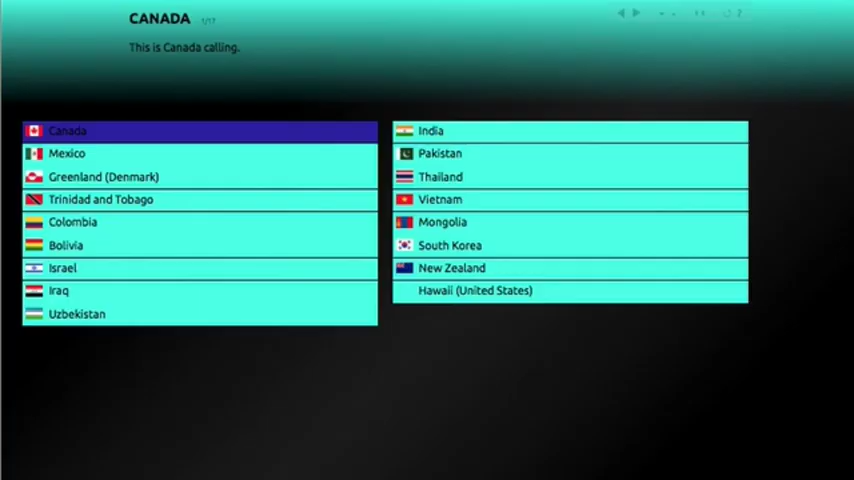 CANADA 1/17
This is Canada calling.
Canada
Mexico
Greenland (Denmark)
Trinidad and Tobago
Colombia
Bolivia
Israel
Iraq
Uzbekistan
India
Pakistan
Thailand
Vietnam
Mongolia
South Korea
New Zealand
Hawaii (United States)